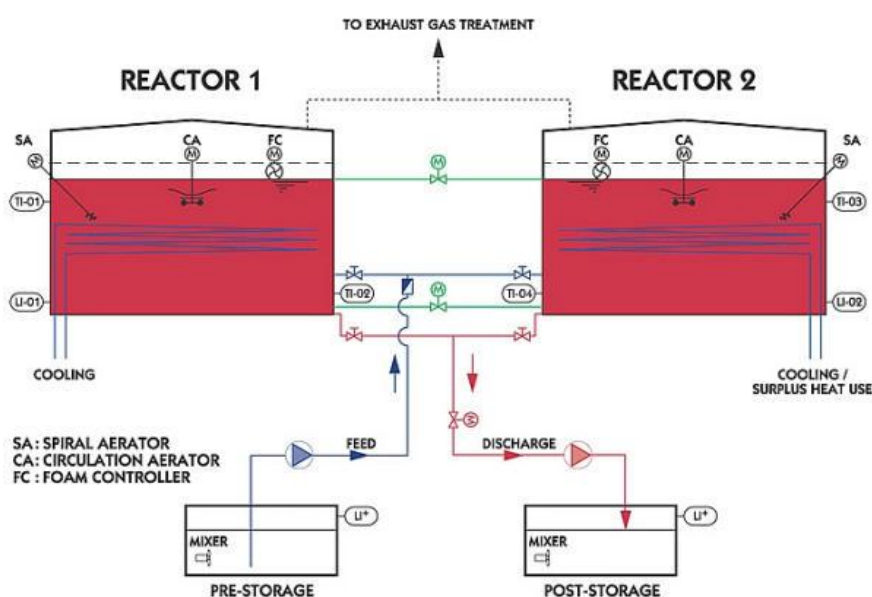 TO EXHAUST GAS TREATMENT
REACTOR 1
REACTOR 2
SA
CA
FC
FC
CA
SA
M
M
M
M
M
TI-01
TI-03
TI-02
M
TI-04
LI-01
LI-02
COOLING
COOLING /
SURPLUS HEAT USE
SA: SPIRAL AERATOR
CA: CIRCULATION AERATOR
FC : FOAM CONTROLLER
FEED
DISCHARGE
LI+
LI+
MIXER
MIXER
PRE-STORAGE
POST-STORAGE